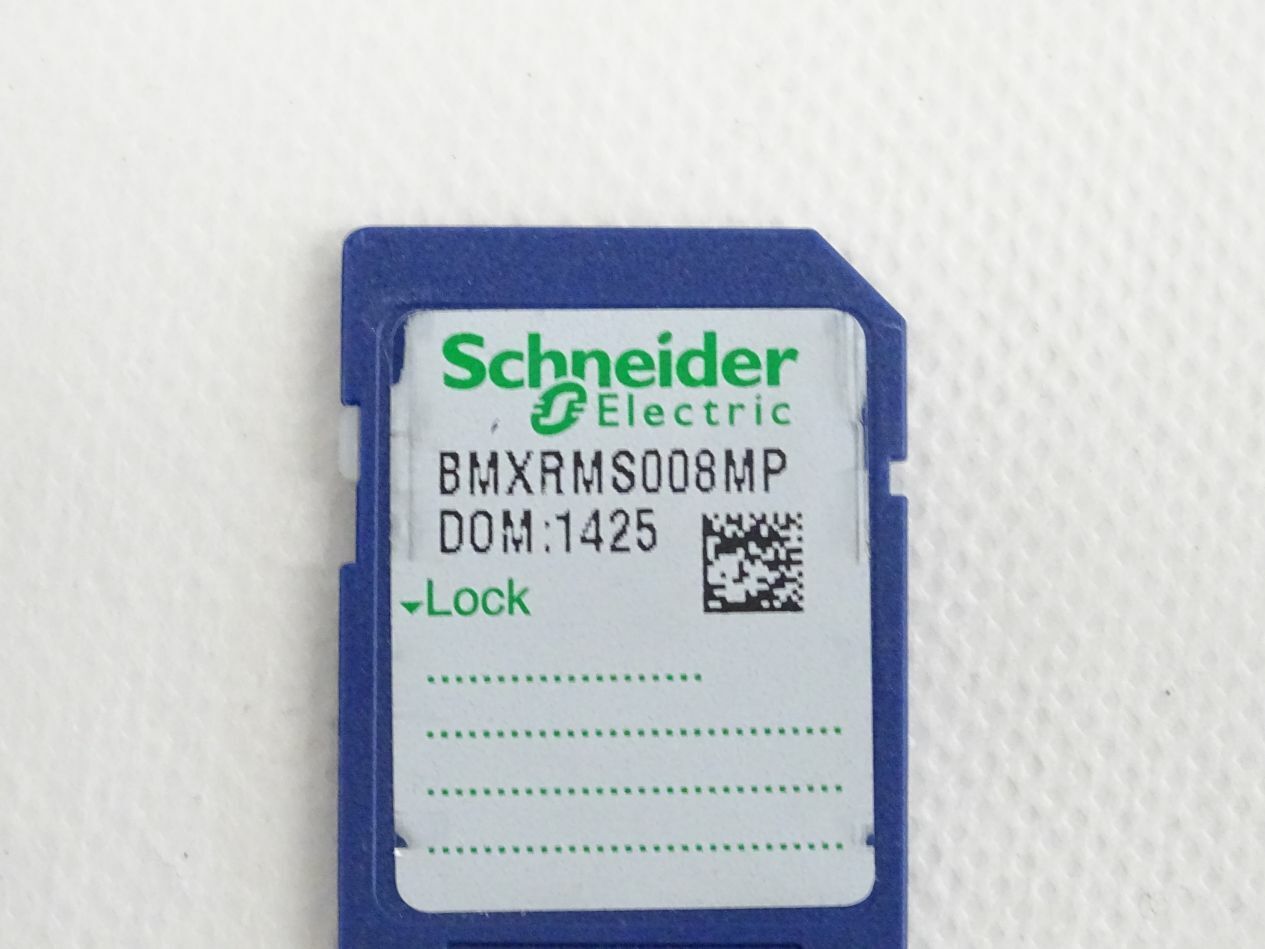 Schneider
Electric
BMXRMS008MP
DOM:1425
Lock